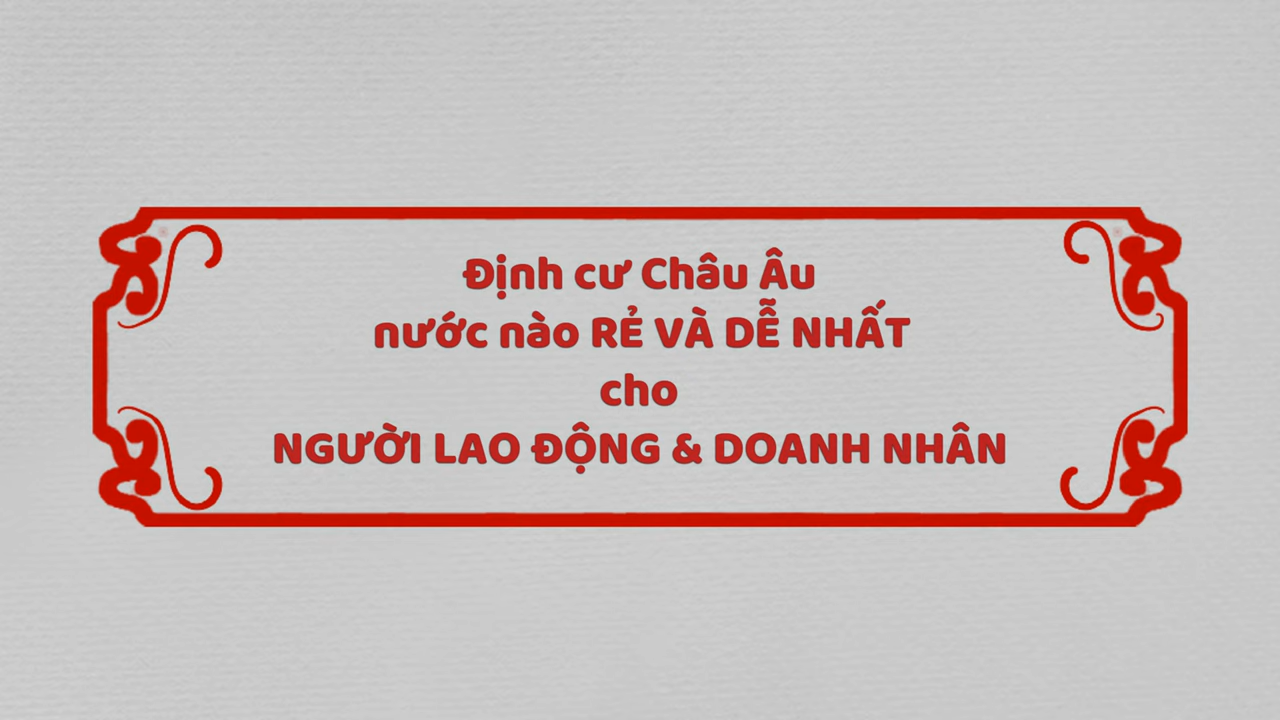 Định cư Châu Âu
nước nào RẺ VÀ DỄ NHẤT
cho
NGƯỜI LAO ĐỘNG & DOANH NHÂN